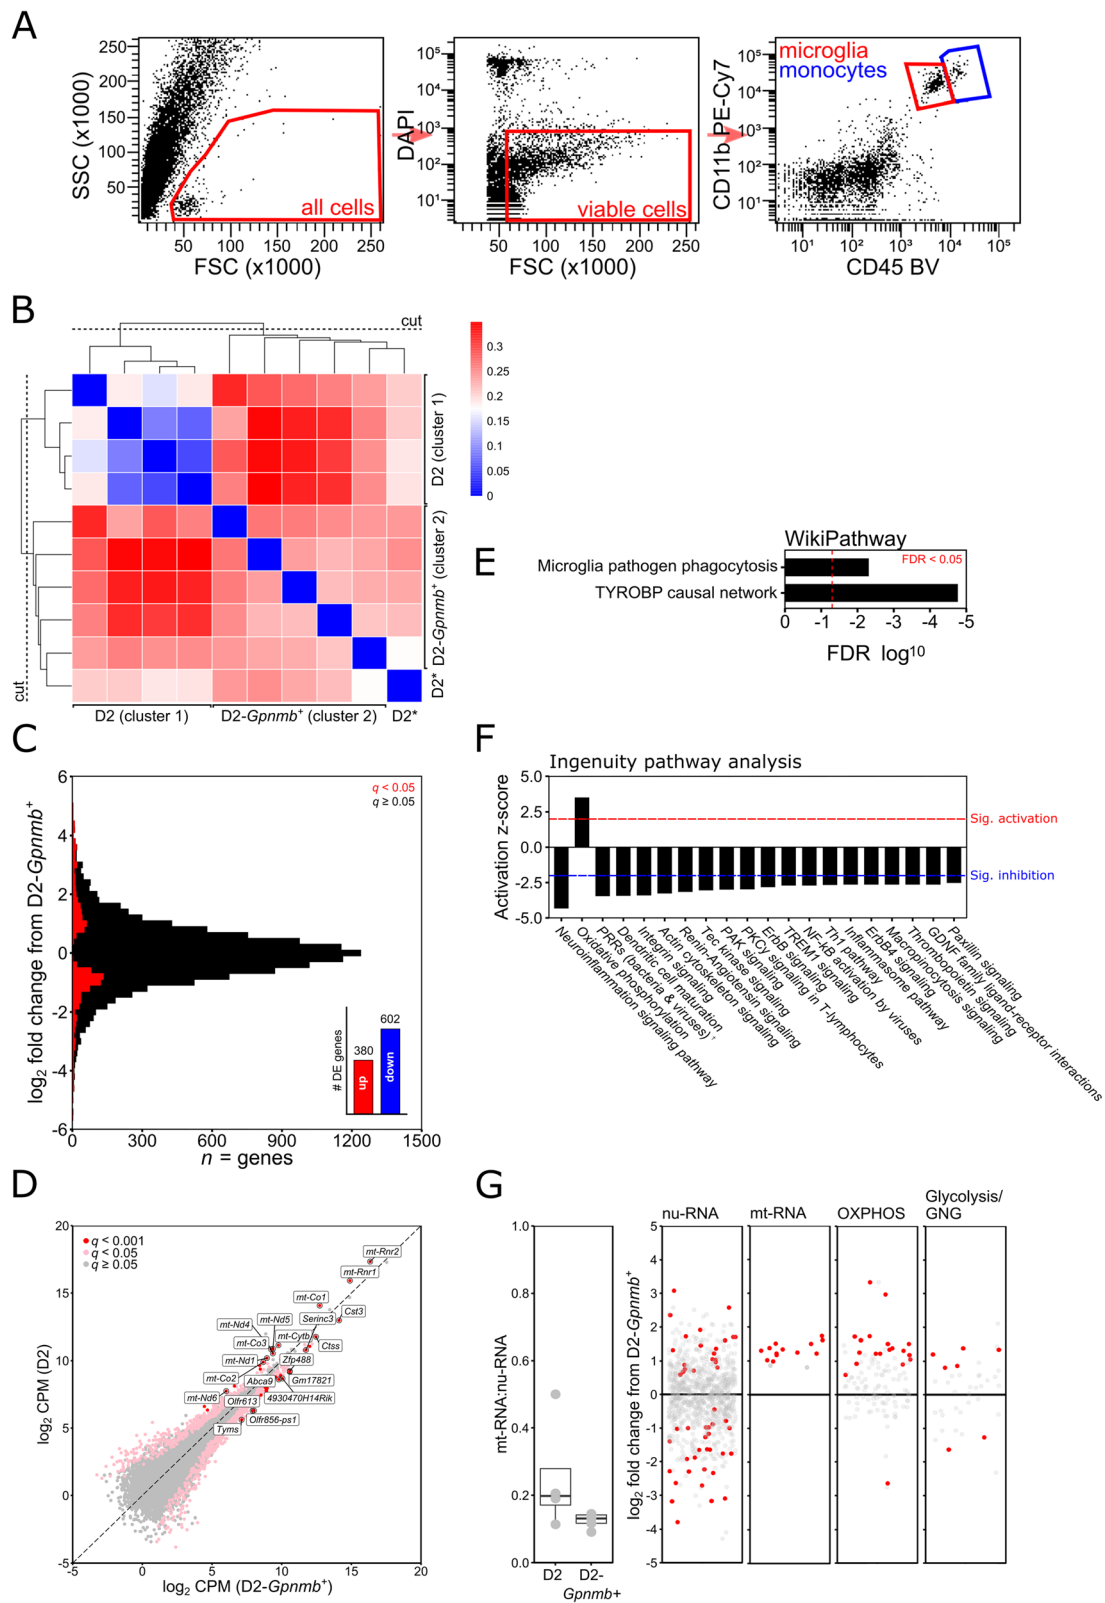 A
SSC (x1000)
250
200
150
100
50
all cells
50
100
150
200
250
FSC (x1000)
DAPI
10⁵
10⁴
10³
10²
10¹
viable cells
50
100
150
200
250
FSC (x1000)
CD11b PE-Cy7
10⁵
10⁴
10³
10²
10¹
microglia
monocytes
10¹
10²
10³
10⁴
10⁵
CD45 BV
B
cut
cut
0.3
0.25
0.2
0.15
0.1
0.05
0
D2 (cluster 1)
D2-Gpnmb⁺ (cluster 2)
D2*
D2 (cluster 1)
D2-Gpnmb⁺ (cluster 2)
D2*
C
log₂ fold change from D2-Gpnmb⁺
6
4
2
0
-2
-4
-6
q < 0.05
q ≥ 0.05
# DE genes
380
602
up
down
0
300
600
900
1200
1500
n = genes
D
log₂ CPM (D2)
20
15
10
5
0
-5
q < 0.001
q < 0.05
q ≥ 0.05
mt-Rnr2
mt-Rnr1
mt-Co1
Cst3
mt-Nd5
Serinc3
mt-Nd4
mt-Cytb
mt-Co3
Ctss
mt-Nd1
Zfp488
mt-Co2
Abca9
Gm17821
mt-Nd6
Olfr613
4930470H14Rik
Olfr856-ps1
Tyms
-5
0
5
10
15
20
log₂ CPM (D2-Gpnmb⁺)
E
WikiPathway
FDR < 0.05
Microglia pathogen phagocytosis
TYROBP causal network
0
-1
-2
-3
-4
-5
FDR log¹⁰
F
Ingenuity pathway analysis
Activation z-score
5.0
2.5
0.0
-2.5
-5.0
Sig. activation
Sig. inhibition
Neuroinflammation signaling pathway
Oxidative phosphorylation
PRRs (bacteria & viruses)⁺
Dendritic cell maturation
Integrin signaling
Actin cytoskeleton signaling
Renin-Angiotensin signaling
Tec kinase signaling
PAK signaling
PKCγ signaling in T-lymphocytes
ErbB signaling
TREM1 signaling
NF-kB activation by viruses
Th1 pathway
Inflammasome pathway
ErbB4 signaling
Macropinocytosis signaling
Thrombopoietin signaling
GDNF family ligand-receptor interactions
Paxillin signaling
G
mt-RNA:nu-RNA
1.0
0.8
0.6
0.4
0.2
0.0
D2
D2-
Gpnmb+
log₂ fold change from D2-Gpnmb⁺
5
4
3
2
1
0
-1
-2
-3
-4
-5
nu-RNA
mt-RNA
OXPHOS
Glycolysis/
GNG